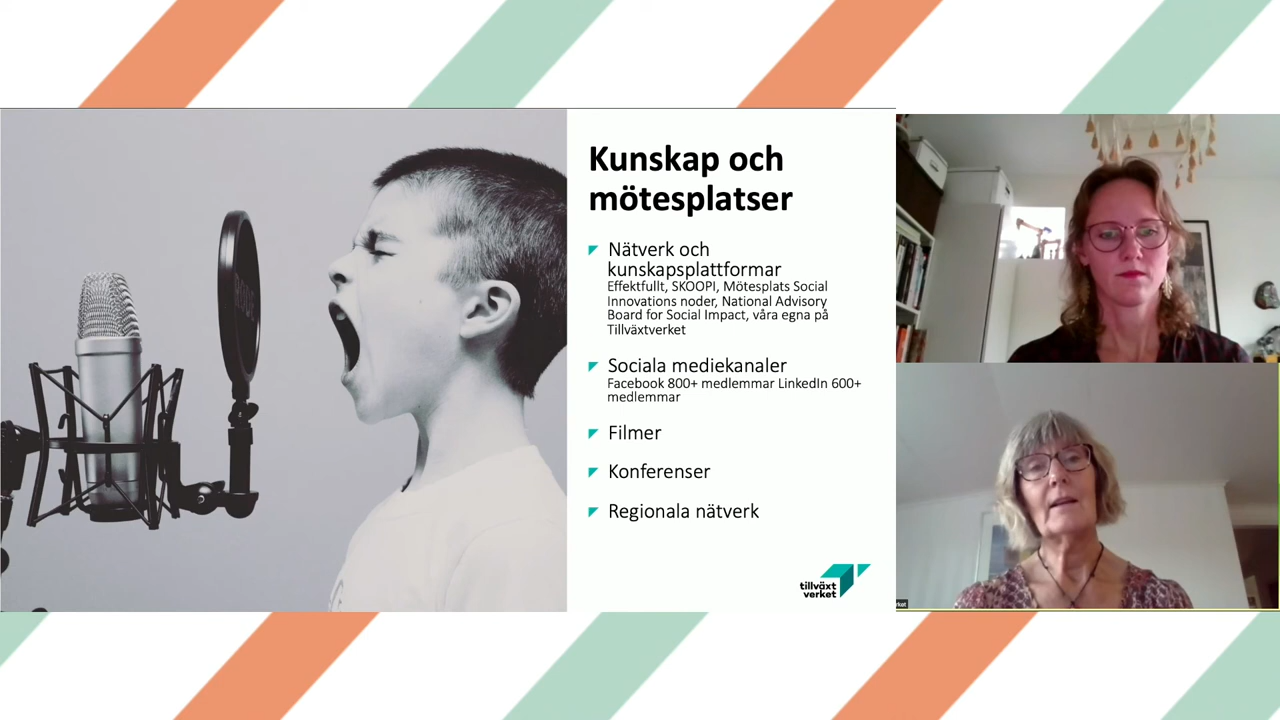 Kunskap och
mötesplatser
Nätverk och
kunskapsplattformar
Effektfullt, SKOOPI, Mötesplats Social
Innovations noder, National Advisory
Board for Social Impact, våra egna på
Tillväxtverket
Sociala mediekanaler
Facebook 800+ medlemmar LinkedIn 600+
medlemmar
Filmer
Konferenser
Regionala nätverk
tillväxt
verket